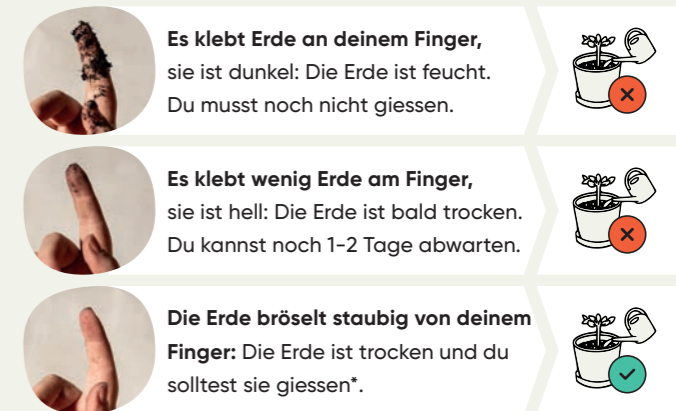 Es klebt Erde an deinem Finger,
sie ist dunkel: Die Erde ist feucht.
Du musst noch nicht giessen.
Es klebt wenig Erde am Finger,
sie ist hell: Die Erde ist bald trocken.
Du kannst noch 1-2 Tage abwarten.
Die Erde bröselt staubig von deinem
Finger: Die Erde ist trocken und du
solltest sie giessen*.